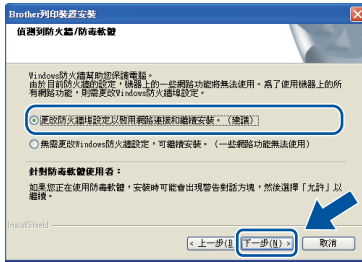 Brother列印裝置安裝
偵測到防火牆/防毒軟體
Windows防火牆幫助您保護電腦。
由於目前防火牆的設定，機器上的一些網路功能將無法使用。爲了使用機器上的所
有網路功能，則需更改Windows防火牆埠設定。
更改防火牆埠設定以啓用網路連接和繼續安裝。（建議）
無需更改Windows防火牆設定，可繼續安裝。（一些網路功能無法使用）
針對防毒軟體使用者：
如果您正在使用防毒軟體，安裝時可能會出現警告對話方塊，然後選擇「允許」以
繼續。
InstallShield
< 上一步(B
下一步(N) >
取消